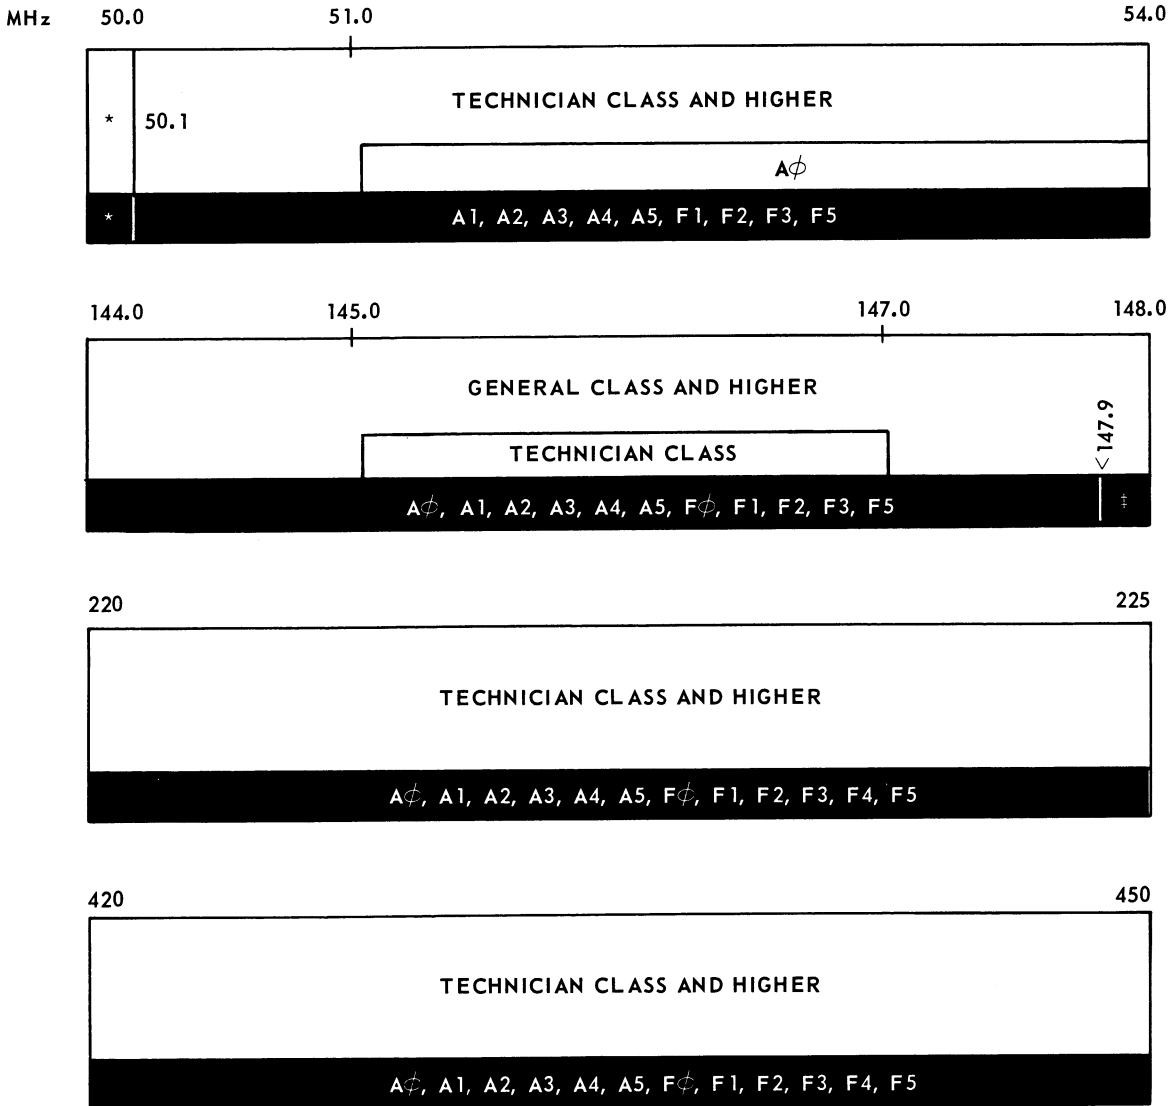 MHz 50.0 51.0 54.0
TECHNICIAN CLASS AND HIGHER
* 50.1
Aϕ
* A1, A2, A3, A4, A5, F1, F2, F3, F5
144.0 145.0 147.0 148.0
GENERAL CLASS AND HIGHER
<147.9
TECHNICIAN CLASS
Aϕ, A1, A2, A3, A4, A5, Fϕ, F1, F2, F3, F5 ‡
220 225
TECHNICIAN CLASS AND HIGHER
Aϕ, A1, A2, A3, A4, A5, Fϕ, F1, F2, F3, F4, F5
420 450
TECHNICIAN CLASS AND HIGHER
Aϕ, A1, A2, A3, A4, A5, Fϕ, F1, F2, F3, F4, F5